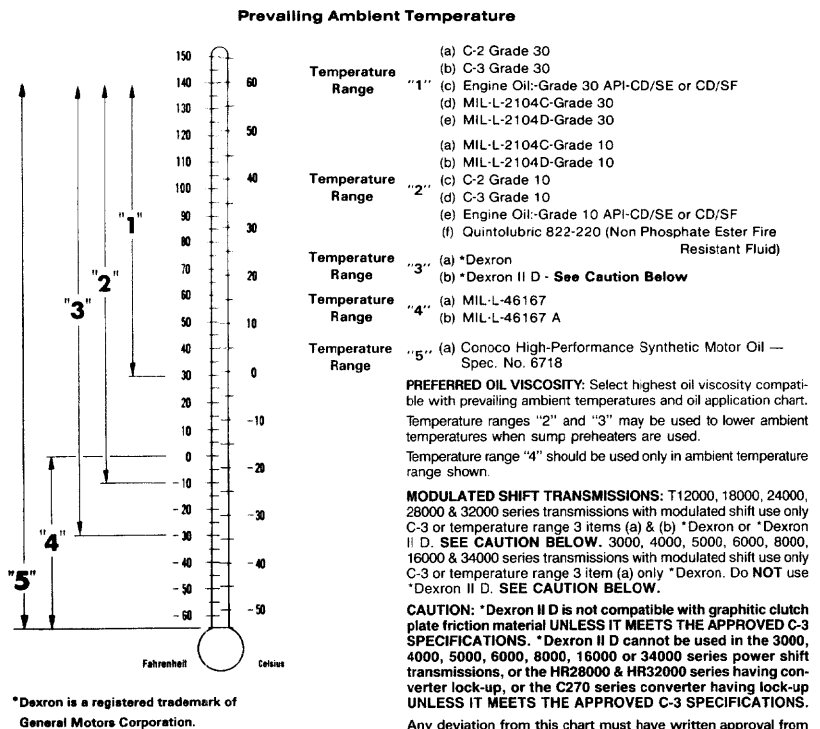 Prevailing Ambient Temperature
150
140
130
120
110
100
90
80
70
60
50
40
30
20
10
0
- 10
- 20
- 30
- 40
- 50
- 60
60
50
40
30
20
10
0
- 10
- 20
- 30
- 40
- 50
"1"
"2"
"3"
"4"
"5"
Fahrenheit
Celsius
*Dexron is a registered trademark of
General Motors Corporation.
Temperature
Range
"1"
(a) C-2 Grade 30
(b) C-3 Grade 30
(c) Engine Oil:-Grade 30 API-CD/SE or CD/SF
(d) MIL-L-2104C-Grade 30
(e) MIL-L-2104D-Grade 30
Temperature
Range
"2"
(a) MIL-L-2104C-Grade 10
(b) MIL-L-2104D-Grade 10
(c) C-2 Grade 10
(d) C-3 Grade 10
(e) Engine Oil:-Grade 10 API-CD/SE or CD/SF
(f) Quintolubric 822-220 (Non Phosphate Ester Fire
Resistant Fluid)
Temperature
Range
"3"
(a) *Dexron
(b) *Dexron II D - See Caution Below
Temperature
Range
"4"
(a) MIL-L-46167
(b) MIL-L-46167 A
Temperature
Range
"5"
(a) Conoco High-Performance Synthetic Motor Oil —
Spec. No. 6718
PREFERRED OIL VISCOSITY: Select highest oil viscosity compati-
ble with prevailing ambient temperatures and oil application chart.
Temperature ranges "2" and "3" may be used to lower ambient
temperatures when sump preheaters are used.
Temperature range "4" should be used only in ambient temperature
range shown.
MODULATED SHIFT TRANSMISSIONS: T12000, 18000, 24000,
28000 & 32000 series transmissions with modulated shift use only
C-3 or temperature range 3 items (a) & (b) *Dexron or *Dexron
II D. SEE CAUTION BELOW. 3000, 4000, 5000, 6000, 8000,
16000 & 34000 series transmissions with modulated shift use only
C-3 or temperature range 3 item (a) only *Dexron. Do NOT use
*Dexron II D. SEE CAUTION BELOW.
CAUTION: *Dexron II D is not compatible with graphitic clutch
plate friction material UNLESS IT MEETS THE APPROVED C-3
SPECIFICATIONS. *Dexron II D cannot be used in the 3000,
4000, 5000, 6000, 8000, 16000 or 34000 series power shift
transmissions, or the HR28000 & HR32000 series having con-
verter lock-up, or the C270 series converter having lock-up
UNLESS IT MEETS THE APPROVED C-3 SPECIFICATIONS.
Any deviation from this chart must have written approval from